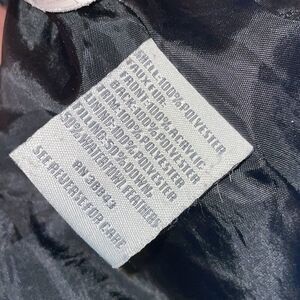 SHELL:100%POLYESTER
FAUX FUR:
FRONT:100% ACRYLIC
BACK:100%POLYESTER
TRIM:100%POLYESTER
LINING:100%POLYESTER
FILLING:50%DOWN,
50%WATERFOWL FEATHERS
RN 38843
SEE REVERSE FOR CARE